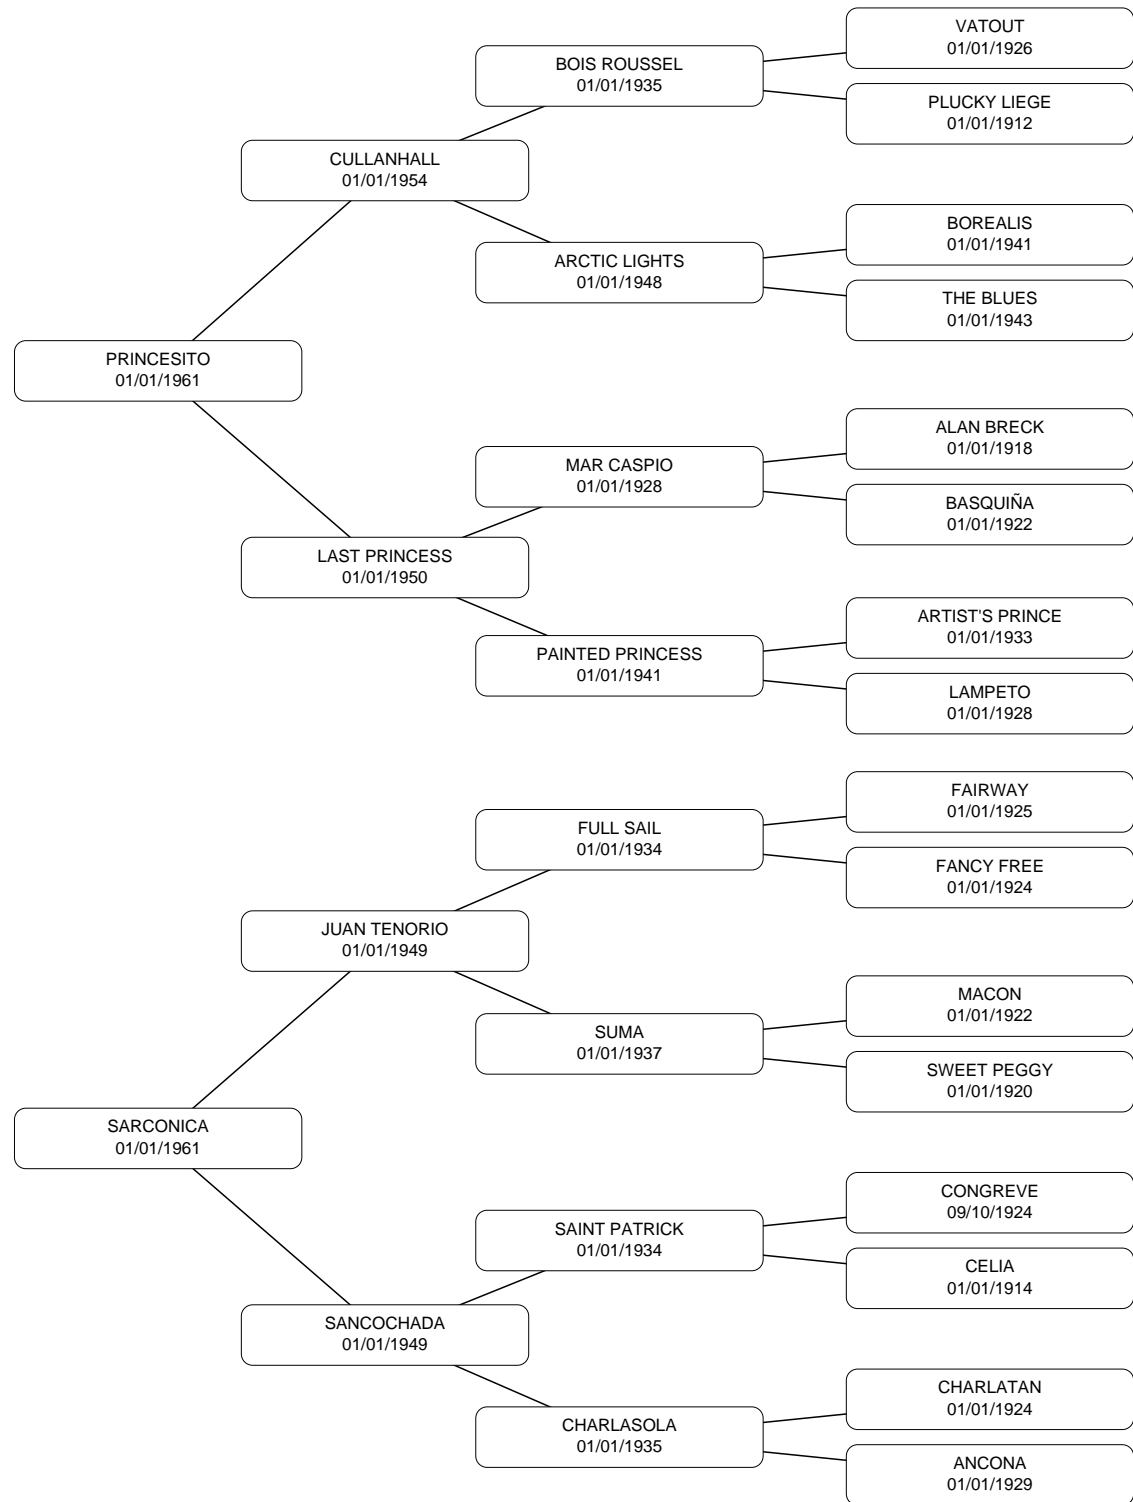 VATOUT
01/01/1926
BOIS ROUSSEL
01/01/1935
PLUCKY LIEGE
01/01/1912
CULLANHALL
01/01/1954
BOREALIS
01/01/1941
ARCTIC LIGHTS
01/01/1948
THE BLUES
01/01/1943
PRINCESITO
01/01/1961
ALAN BRECK
01/01/1918
MAR CASPIO
01/01/1928
BASQUIÑA
01/01/1922
LAST PRINCESS
01/01/1950
ARTIST'S PRINCE
01/01/1933
PAINTED PRINCESS
01/01/1941
LAMPETO
01/01/1928
FAIRWAY
01/01/1925
FULL SAIL
01/01/1934
FANCY FREE
01/01/1924
JUAN TENORIO
01/01/1949
MACON
01/01/1922
SUMA
01/01/1937
SWEET PEGGY
01/01/1920
SARCONICA
01/01/1961
CONGREVE
09/10/1924
SAINT PATRICK
01/01/1934
CELIA
01/01/1914
SANCOCHADA
01/01/1949
CHARLATAN
01/01/1924
CHARLASOLA
01/01/1935
ANCONA
01/01/1929